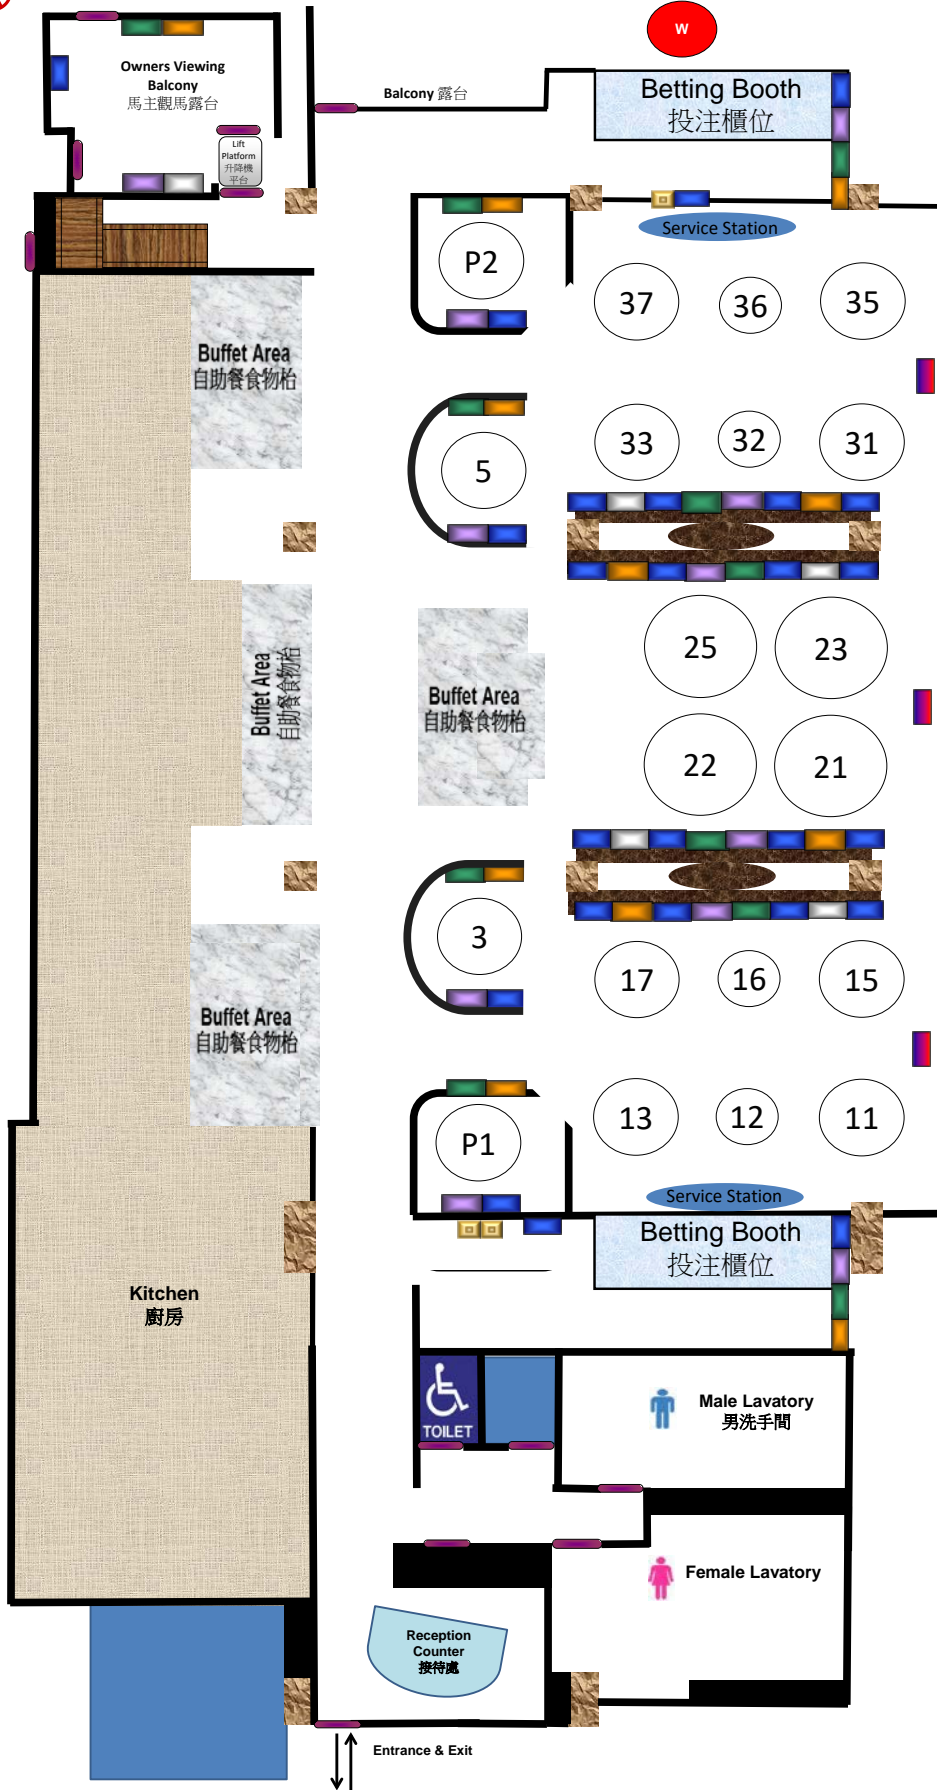 W
Owners Viewing
Balcony
馬主觀馬露台
Balcony 露台
Betting Booth
投注櫃位
Lift
Platform
升降機
平台
Service Station
P2
37
36
35
Buffet Area
自助餐食物枱
33
32
31
5
25
23
Buffet Area
自助餐食物枱
Buffet Area
自助餐食物枱
22
21
3
17
16
15
Buffet Area
自助餐食物枱
13
12
11
P1
Service Station
Betting Booth
投注櫃位
Kitchen
廚房
TOILET
Male Lavatory
男洗手間
Female Lavatory
Reception
Counter
接待處
Entrance & Exit